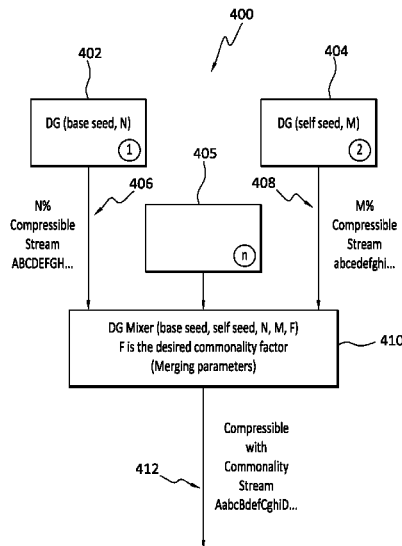 400
402
404
DG (base seed, N)
1
DG (self seed, M)
2
405
406
408
N%
Compressible
Stream
ABCDEFGH...
M%
Compressible
Stream
abcedefghi...
n
DG Mixer (base seed, self seed, N, M, F)
F is the desired commonality factor
(Merging parameters)
410
Compressible
with
Commonality
Stream
AabcBdefCghiD...
412